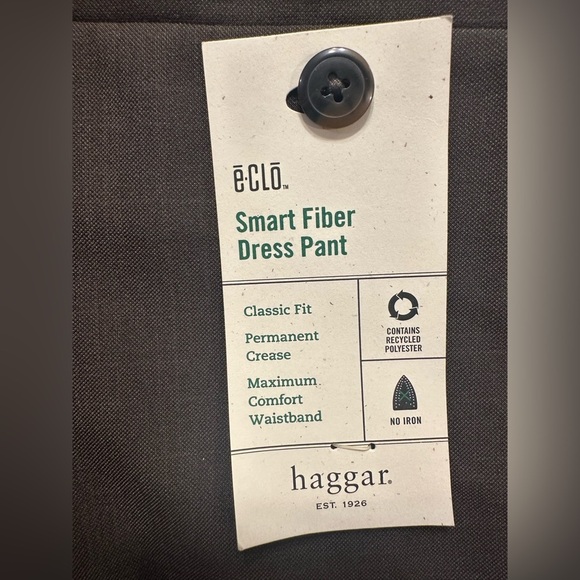 ē·CLō™
Smart Fiber
Dress Pant
Classic Fit
Permanent
Crease
Maximum
Comfort
Waistband
CONTAINS
RECYCLED
POLYESTER
NO IRON
haggar®
EST. 1926